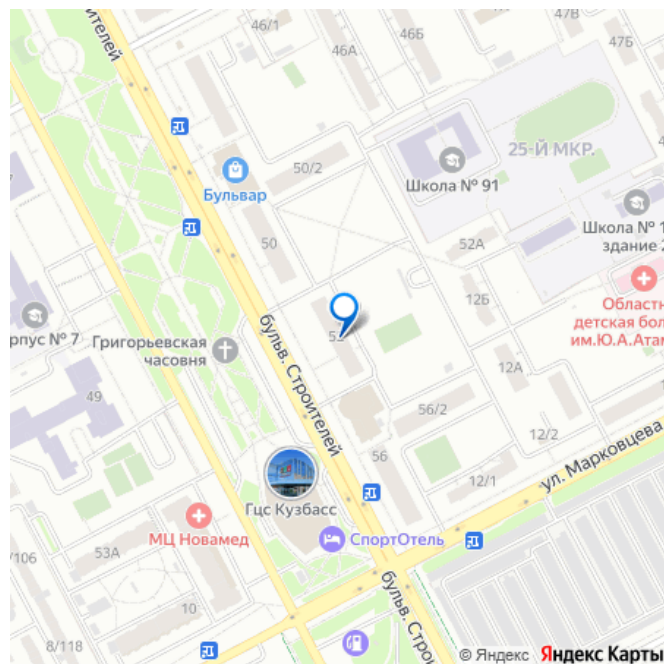 46/1
47В
47Б
46А
46Б
Строителей
25-Й МКР.
50/2
Школа № 91
Бульвар
Школа № 1
здание 2
50
52А
12Б
Областн
детская бол
им.Ю.А.Атам
бульв. Строителей
рпус № 7
Григорьевская
часовня
12А
49
56/2
12/2
ул. Марковцева
56
12/1
Гцс Кузбасс
МЦ Новамед
СпортОтель
/106
53А
10
8/118
бульв. Строи
© Яндекс Яндекс Карты